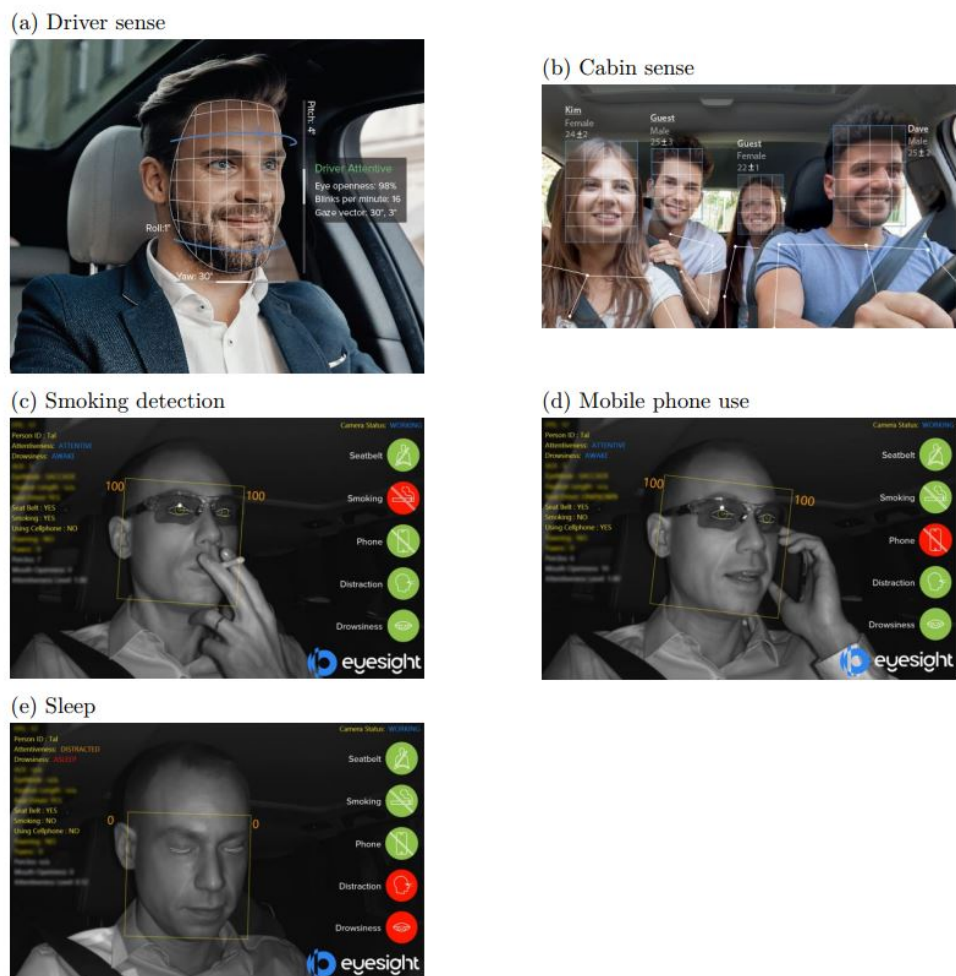 (a) Driver sense
Pitch: 4°
Driver Attentive
Eye openness: 98%
Blinks per minute: 16
Gaze vector: 30°, 3°
Roll:1°
Yaw: 30°
(b) Cabin sense
Kim
Female
24±2
Guest
Male
25±3
Guest
Female
22±1
Dave
Male
25±2
(c) Smoking detection
Person ID : Tal
Attentiveness: ATTENTIVE
Drowsiness: AWAKE
Seat Belt : YES
Smoking : YES
Using Cellphone : NO
Camera Status: WORKING
100
100
Seatbelt
Smoking
Phone
Distraction
Drowsiness
eyesight
(d) Mobile phone use
Person ID : Tal
Attentiveness: ATTENTIVE
Drowsiness: AWAKE
Seat Belt : YES
Smoking : NO
Using Cellphone : YES
Camera Status: WORKING
100
100
Seatbelt
Smoking
Phone
Distraction
Drowsiness
eyesight
(e) Sleep
Person ID : Tal
Attentiveness: DISTRACTED
Drowsiness: ASLEEP
Seat Belt : YES
Smoking : NO
Using Cellphone : NO
Camera Status: WORKING
0
0
Seatbelt
Smoking
Phone
Distraction
Drowsiness
eyesight